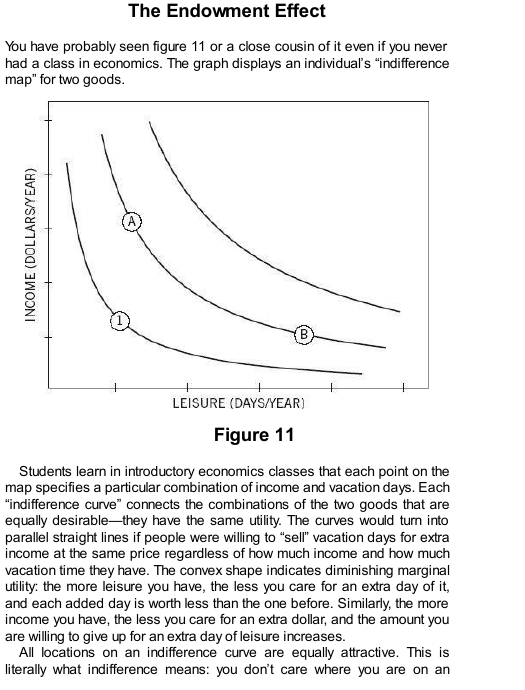 The Endowment Effect
You have probably seen figure 11 or a close cousin of it even if you never
had a class in economics. The graph displays an individual's “indifference
map” for two goods.
INCOME (DOLLARS/YEAR)
A
1
B
LEISURE (DAYS/YEAR)
Figure 11
Students learn in introductory economics classes that each point on the
map specifies a particular combination of income and vacation days. Each
“indifference curve” connects the combinations of the two goods that are
equally desirable—they have the same utility. The curves would turn into
parallel straight lines if people were willing to “sell” vacation days for extra
income at the same price regardless of how much income and how much
vacation time they have. The convex shape indicates diminishing marginal
utility: the more leisure you have, the less you care for an extra day of it,
and each added day is worth less than the one before. Similarly, the more
income you have, the less you care for an extra dollar, and the amount you
are willing to give up for an extra day of leisure increases.
All locations on an indifference curve are equally attractive. This is
literally what indifference means: you don’t care where you are on an